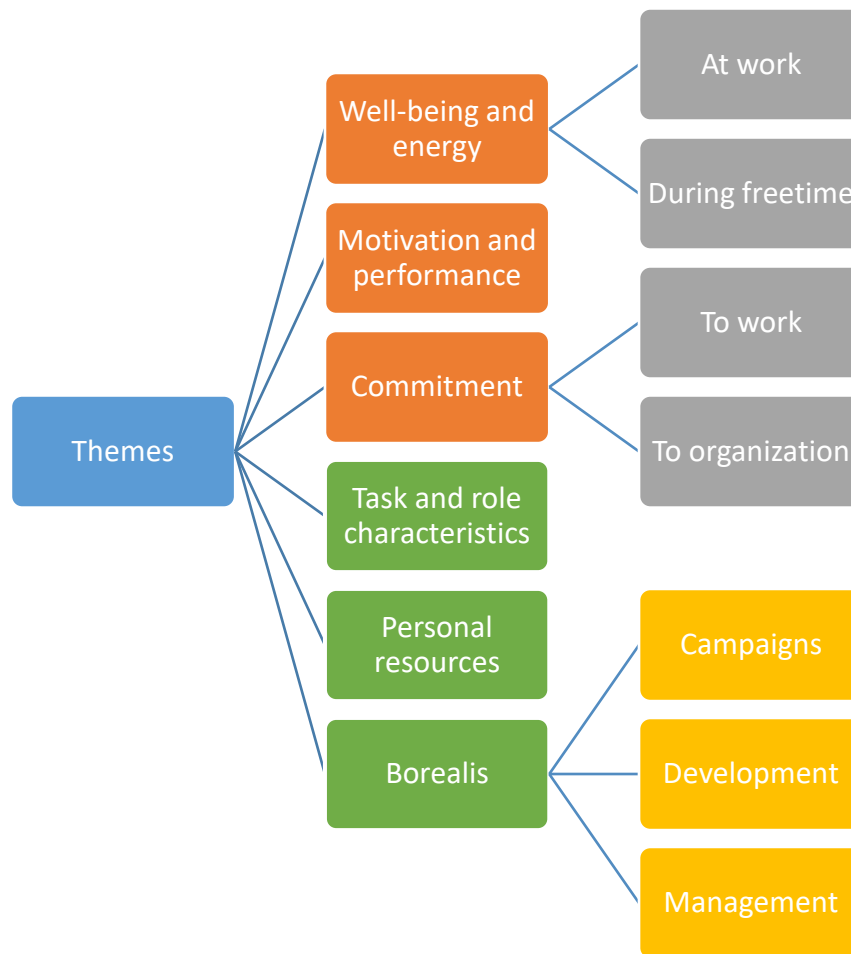 Themes
Well-being and
energy
At work
During freetime
Motivation and
performance
Commitment
To work
To organization
Task and role
characteristics
Personal
resources
Borealis
Campaigns
Development
Management